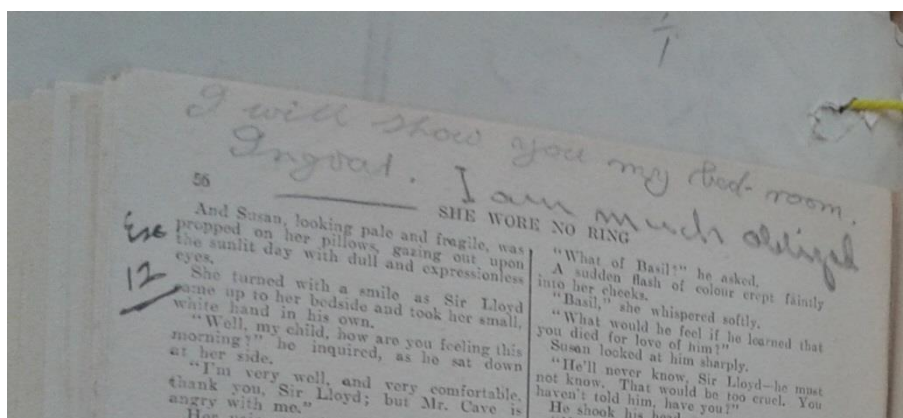 I will show you my bed-room.
Ingvat. I am much obliged
56
SHE WORE NO RING
Exe
12
And Susan, looking pale and fragile, was
propped on her pillows, gazing out upon
the sunlit day with dull and expressionless
eyes.
She turned with a smile as Sir Lloyd
came up to her bedside and took her small,
white hand in his own.
"Well, my child, how are you feeling this
morning?" he inquired, as he sat down
at her side.
"I'm very well, and very comfortable,
thank you, Sir Lloyd; but Mr. Cave is
angry with me."
"What of Basil?" he asked.
A sudden flash of colour crept faintly
into her cheeks.
"Basil," she whispered softly.
"What would he feel if he learned that
you died for love of him?"
Susan looked at him sharply.
"He'll never know, Sir Lloyd—he must
not know. That would be too cruel. You
haven't told him, have you?"
He shook his head.